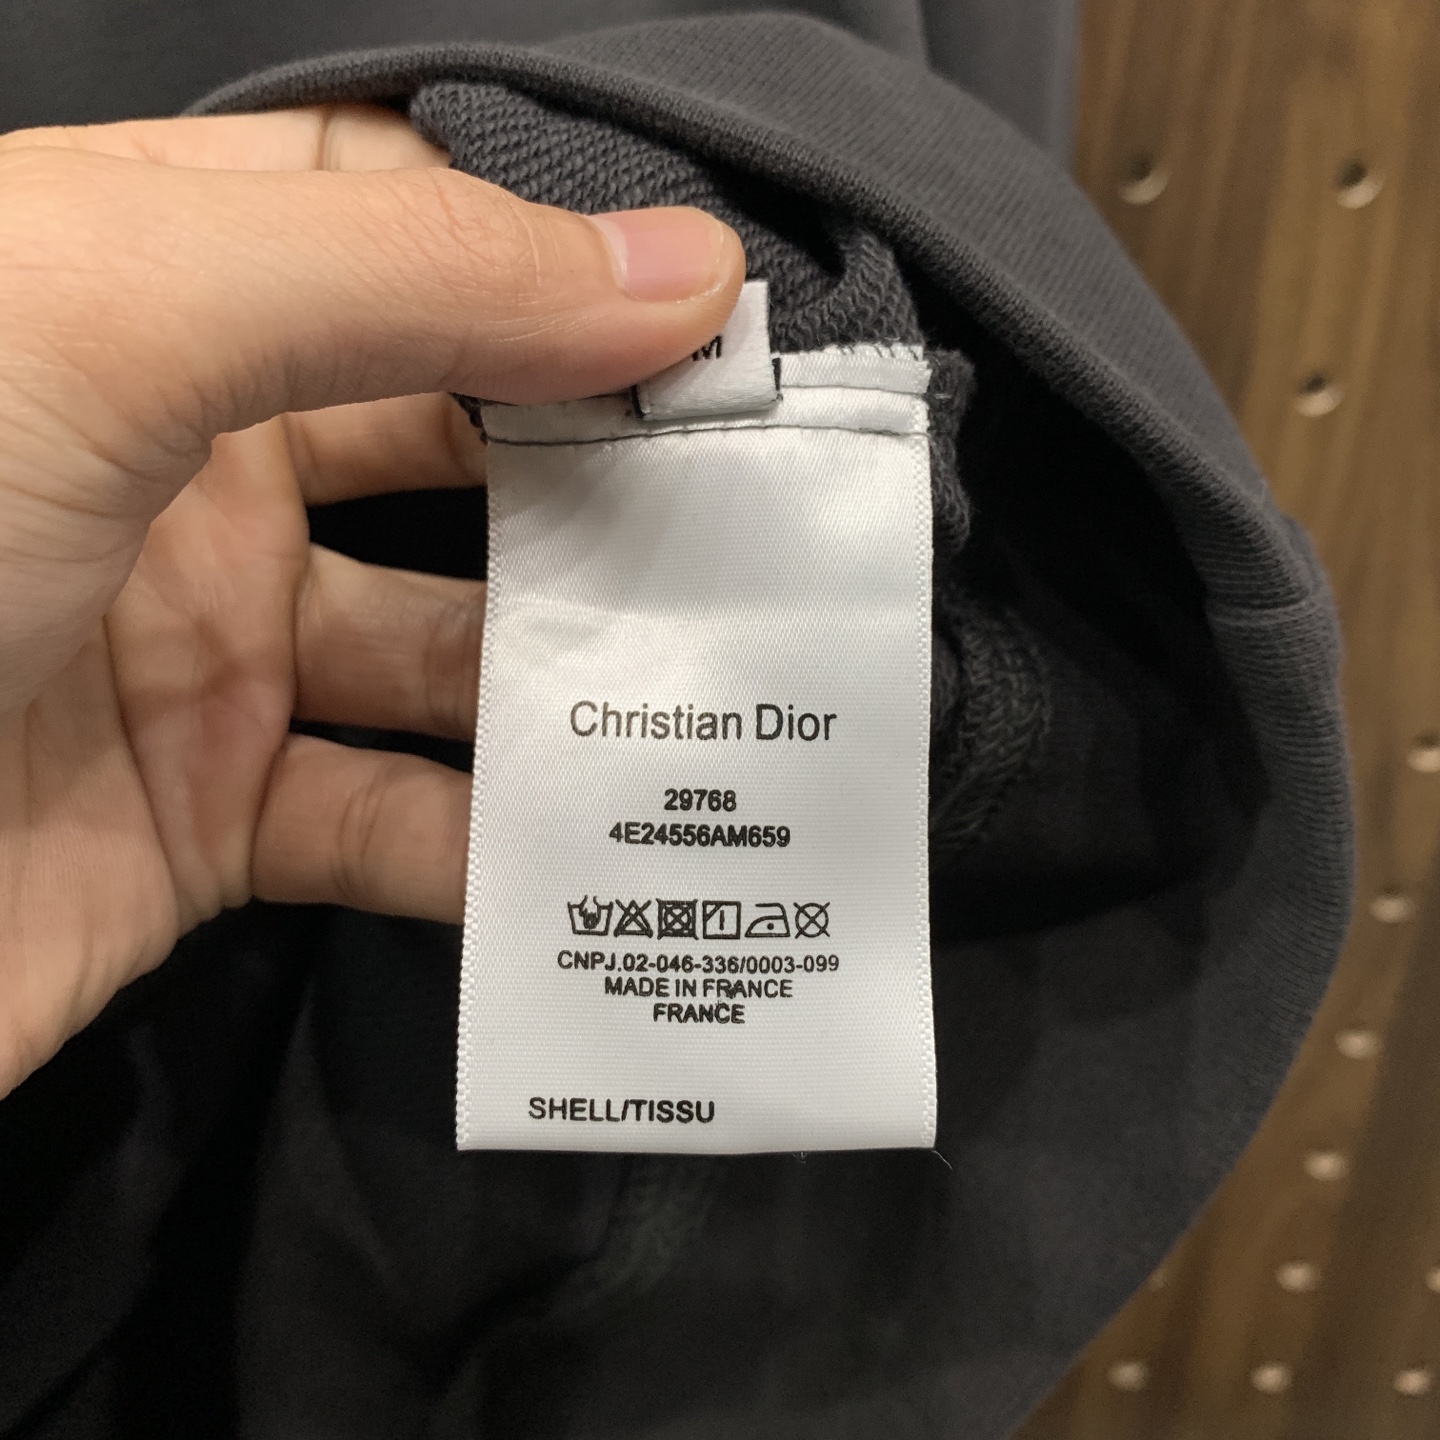 M
Christian Dior
29768
4E24556AM659
CNPJ.02-046-336/0003-099
MADE IN FRANCE
FRANCE
SHELL/TISSU